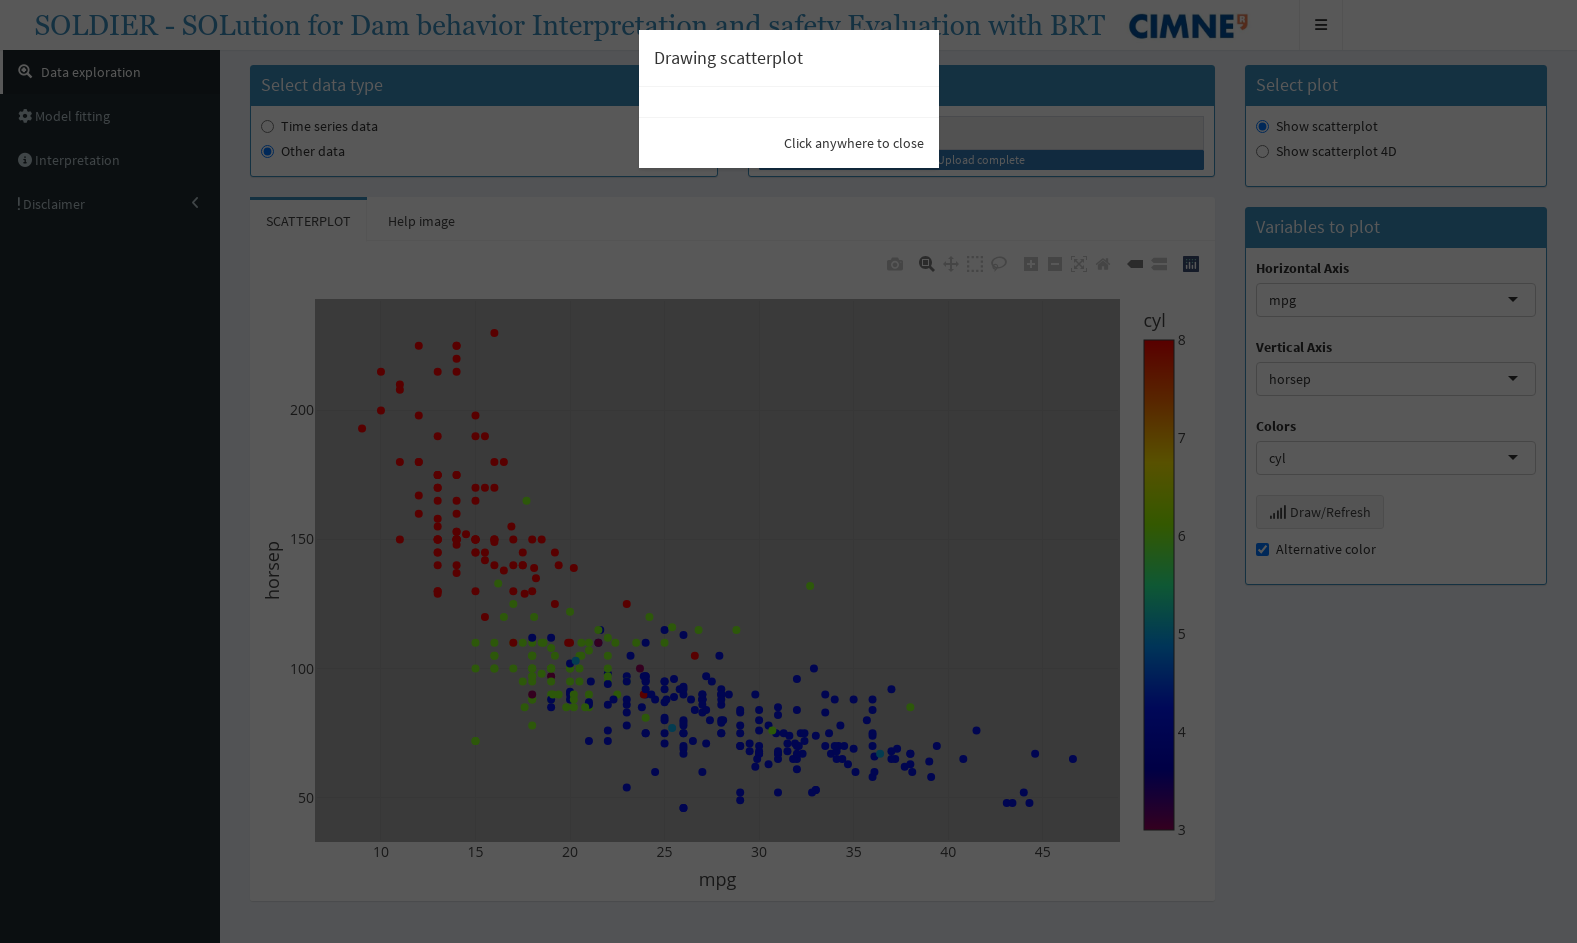 SOLDIER - SOLution for Dam behavior Interpretation and safety Evaluation with BRT
CIMNE
Drawing scatterplot
Click anywhere to close
Data exploration
Model fitting
Interpretation
Disclaimer
Select data type
Time series data
Other data
Upload complete
Select plot
Show scatterplot
Show scatterplot 4D
SCATTERPLOT
Help image
Variables to plot
Horizontal Axis
mpg
Vertical Axis
horsep
Colors
cyl
Draw/Refresh
Alternative color
cyl
8
7
6
5
4
3
horsep
200
150
100
50
10 15 20 25 30 35 40 45
mpg